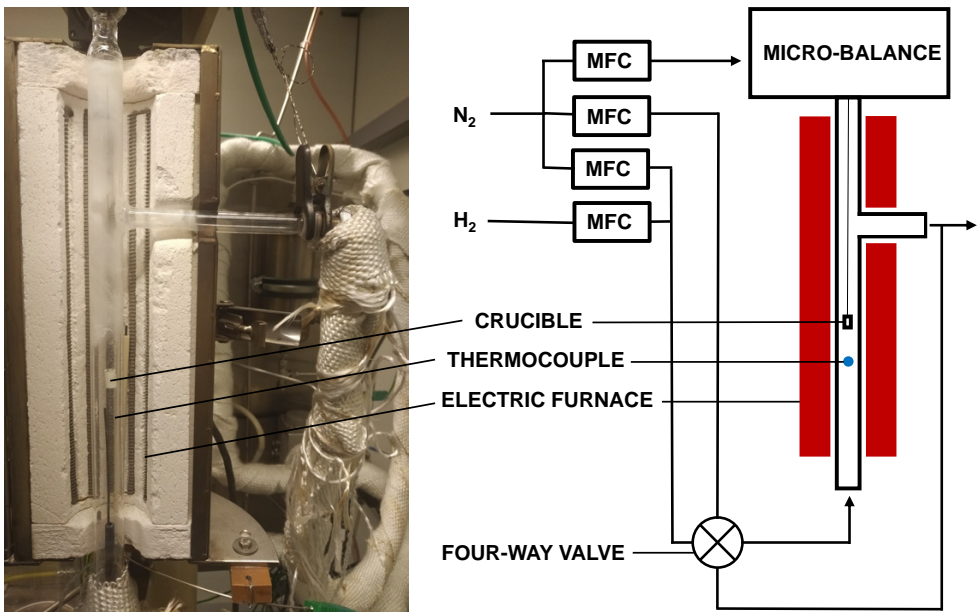 MFC
MICRO-BALANCE
N₂
MFC
MFC
H₂
MFC
CRUCIBLE
THERMOCOUPLE
ELECTRIC FURNACE
FOUR-WAY VALVE